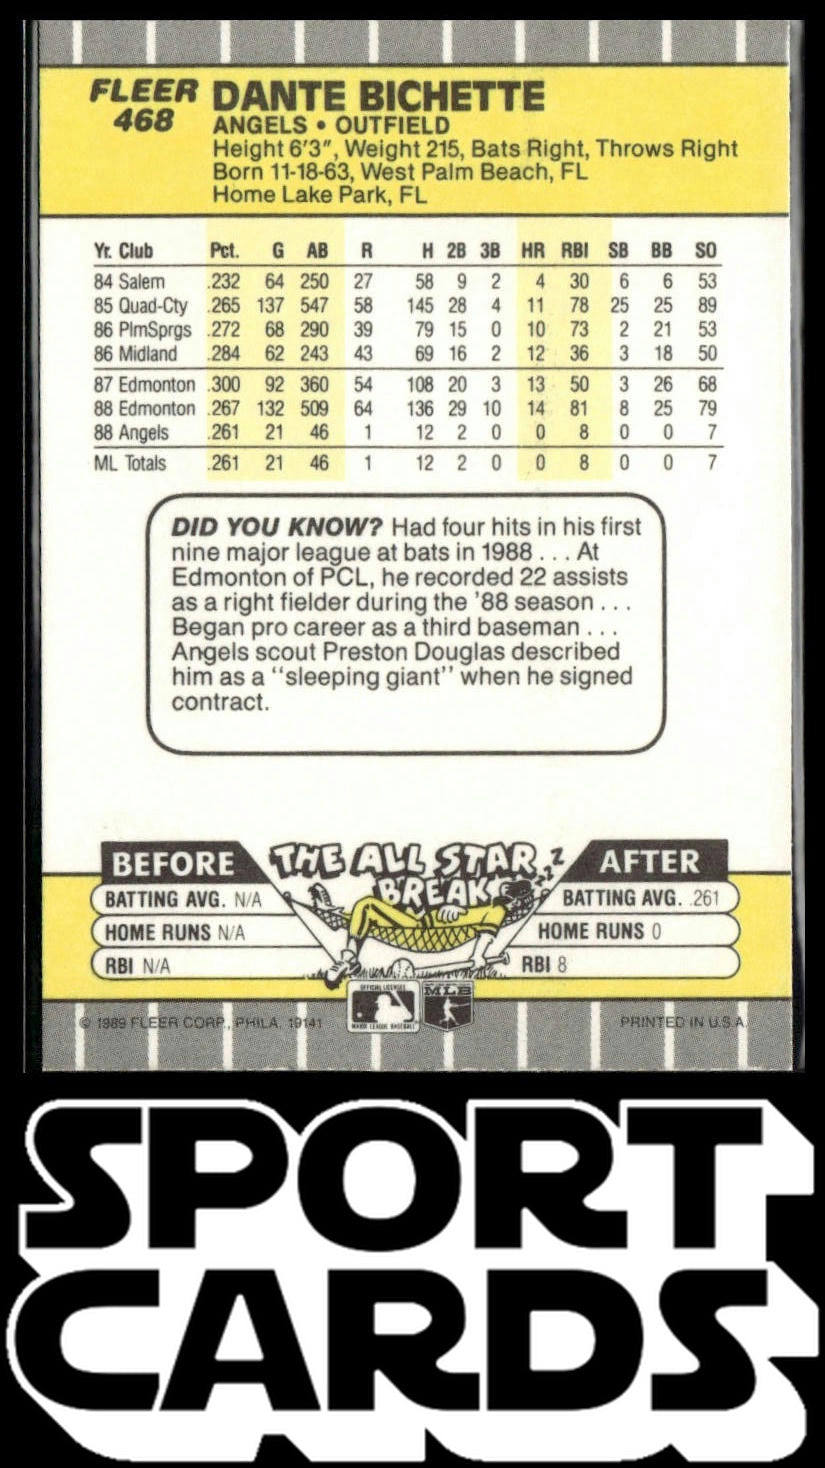 FLEER
468
DANTE BICHETTE
ANGELS • OUTFIELD
Height 6'3", Weight 215, Bats Right, Throws Right
Born 11-18-63, West Palm Beach, FL
Home Lake Park, FL
Yr. Club Pct. G AB R H 2B 3B HR RBI SB BB SO
84 Salem .232 64 250 27 58 9 2 4 30 6 6 53
85 Quad-Cty .265 137 547 58 145 28 4 11 78 25 25 89
86 PlmSprgs .272 68 290 39 79 15 0 10 73 2 21 53
86 Midland .284 62 243 43 69 16 2 12 36 3 18 50
87 Edmonton .300 92 360 54 108 20 3 13 50 3 26 68
88 Edmonton .267 132 509 64 136 29 10 14 81 8 25 79
88 Angels .261 21 46 1 12 2 0 0 8 0 0 7
ML Totals .261 21 46 1 12 2 0 0 8 0 0 7
DID YOU KNOW? Had four hits in his first
nine major league at bats in 1988 . . . At
Edmonton of PCL, he recorded 22 assists
as a right fielder during the '88 season . . .
Began pro career as a third baseman . . .
Angels scout Preston Douglas described
him as a "sleeping giant" when he signed
contract.
BEFORE THE ALL STAR BREAK AFTER
ZZZ
BATTING AVG. N/A BATTING AVG. .261
HOME RUNS N/A HOME RUNS 0
RBI N/A RBI 8
OFFICIAL LICENSEE
MAJOR LEAGUE BASEBALL
MLB
© 1989 FLEER CORP., PHILA. 19141 PRINTED IN U.S.A.
SPORT
CARDS